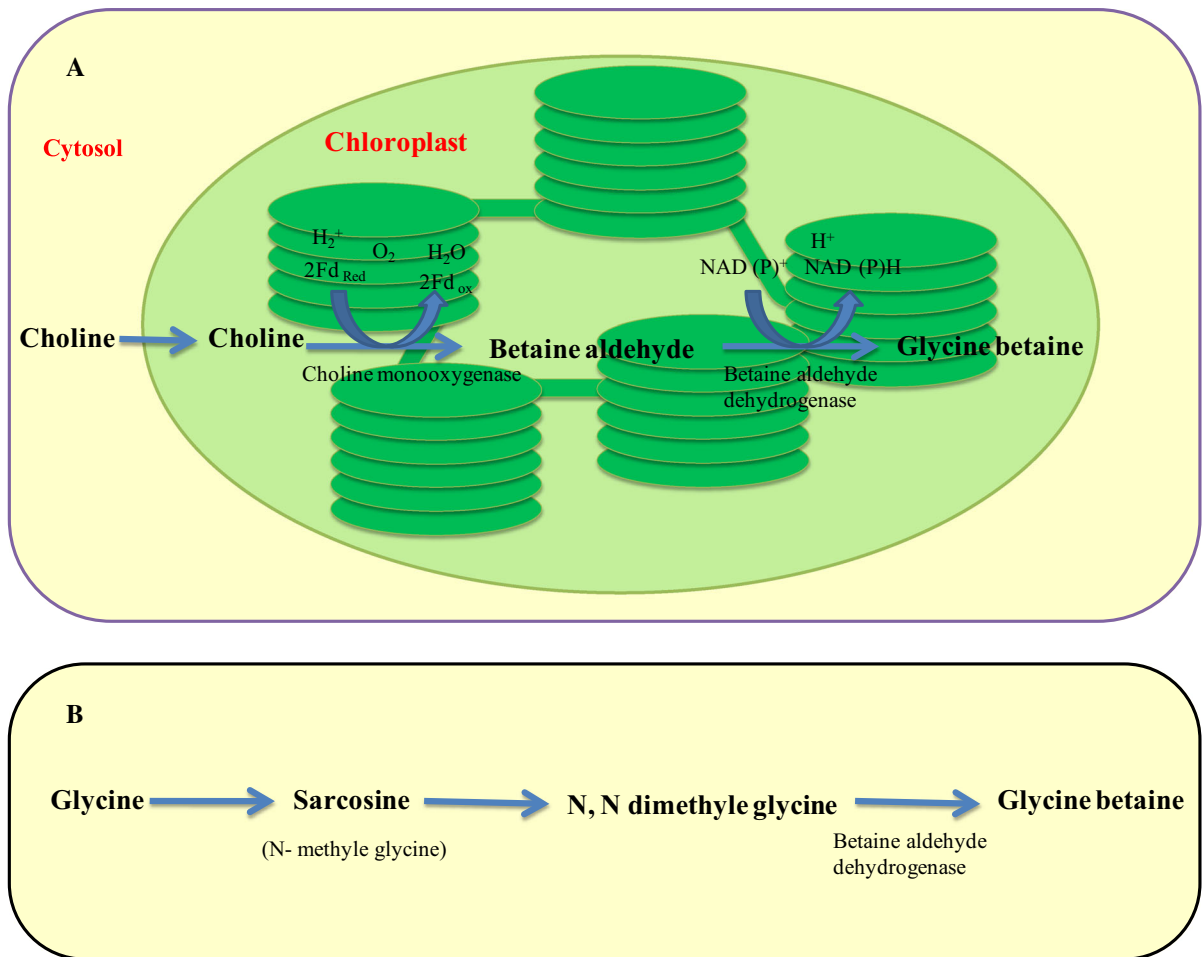 A
Cytosol
Chloroplast
H₂⁺
O₂
H₂O
2Fd Red
2Fd ox
H⁺
NAD (P)⁺
NAD (P)H
Choline
Choline
Betaine aldehyde
Glycine betaine
Choline monooxygenase
Betaine aldehyde
dehydrogenase
B
Glycine
Sarcosine
N, N dimethyle glycine
Glycine betaine
(N- methyle glycine)
Betaine aldehyde
dehydrogenase